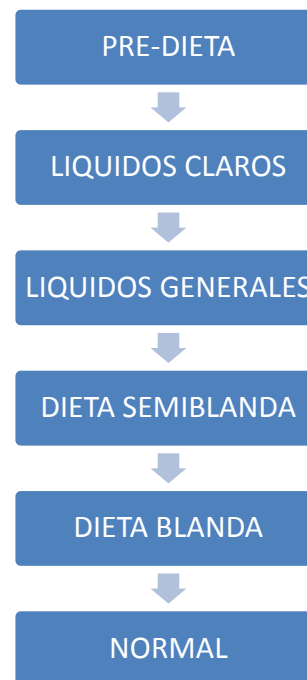 PRE-DIETA
LIQUIDOS CLAROS
LIQUIDOS GENERALES
DIETA SEMIBLANDA
DIETA BLANDA
NORMAL